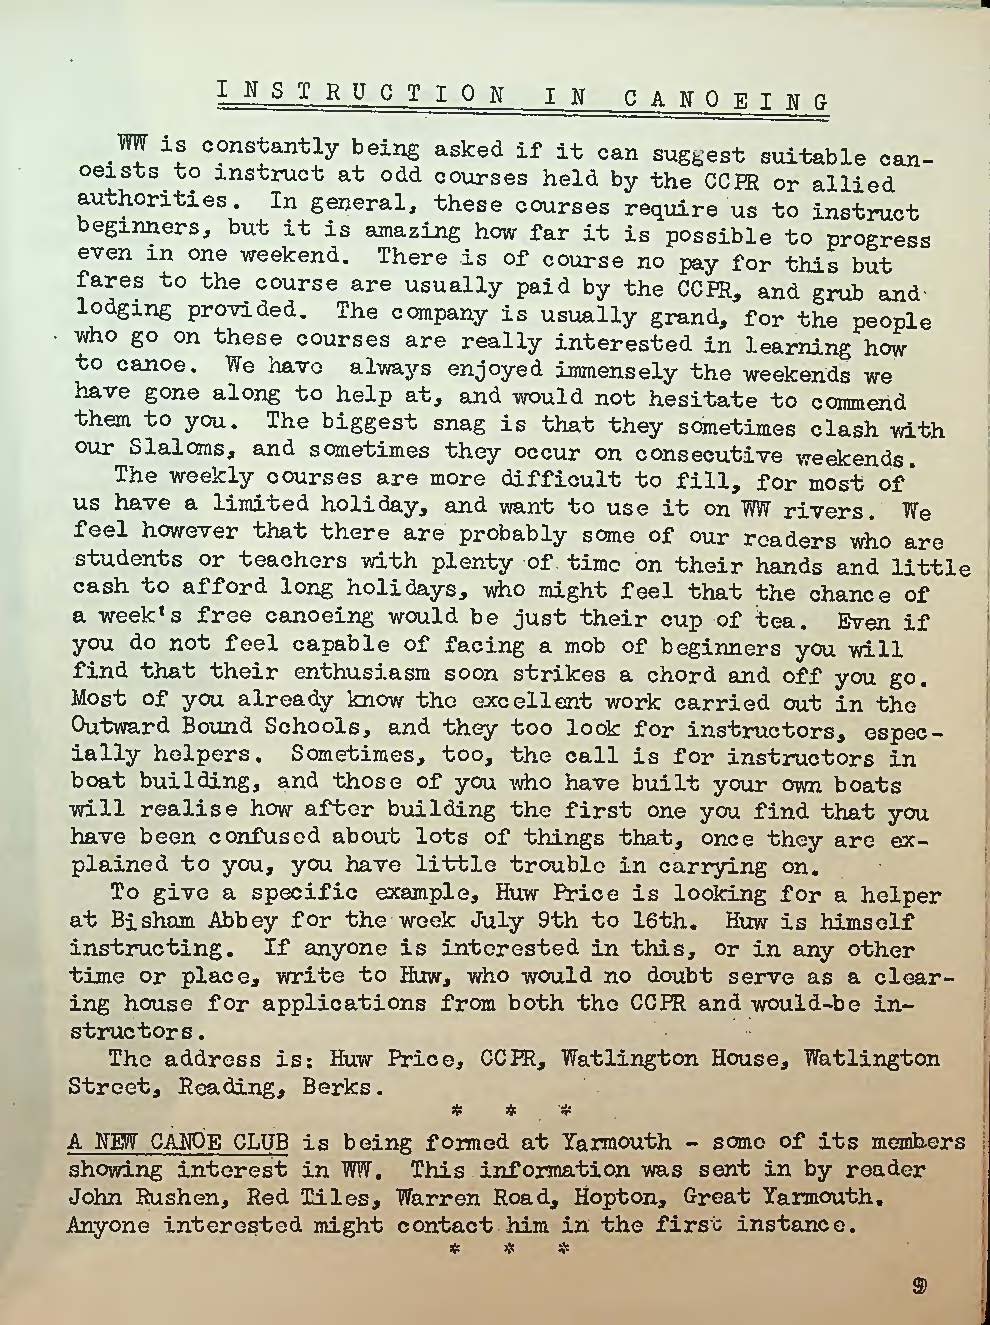 INSTRUCTION IN CANOEING
WW is constantly being asked if it can suggest suitable can-
oeists to instruct at odd courses held by the CCPR or allied
authorities. In general, these courses require us to instruct
beginners, but it is amazing how far it is possible to progress
even in one weekend. There is of course no pay for this but
fares to the course are usually paid by the CCPR, and grub and
lodging provided. The company is usually grand, for the people
who go on these courses are really interested in learning how
to canoe. We have always enjoyed immensely the weekends we
have gone along to help at, and would not hesitate to commend
them to you. The biggest snag is that they sometimes clash with
our Slaloms, and sometimes they occur on consecutive weekends.
The weekly courses are more difficult to fill, for most of
us have a limited holiday, and want to use it on WW rivers. We
feel however that there are probably some of our readers who are
students or teachers with plenty of time on their hands and little
cash to afford long holidays, who might feel that the chance of
a week's free canoeing would be just their cup of tea. Even if
you do not feel capable of facing a mob of beginners you will
find that their enthusiasm soon strikes a chord and off you go.
Most of you already know the excellent work carried out in the
Outward Bound Schools, and they too look for instructors, espec-
ially helpers. Sometimes, too, the call is for instructors in
boat building, and those of you who have built your own boats
will realise how after building the first one you find that you
have been confused about lots of things that, once they are ex-
plained to you, you have little trouble in carrying on.
To give a specific example, Huw Price is looking for a helper
at Bisham Abbey for the week July 9th to 16th. Huw is himself
instructing. If anyone is interested in this, or in any other
time or place, write to Huw, who would no doubt serve as a clear-
ing house for applications from both the CCPR and would-be in-
structors.
The address is: Huw Price, CCPR, Watlington House, Watlington
Street, Reading, Berks.
* * *
A NEW CANOE CLUB is being formed at Yarmouth - some of its members
showing interest in WW. This information was sent in by reader
John Rushen, Red Tiles, Warren Road, Hopton, Great Yarmouth.
Anyone interested might contact him in the first instance.
* * *
9